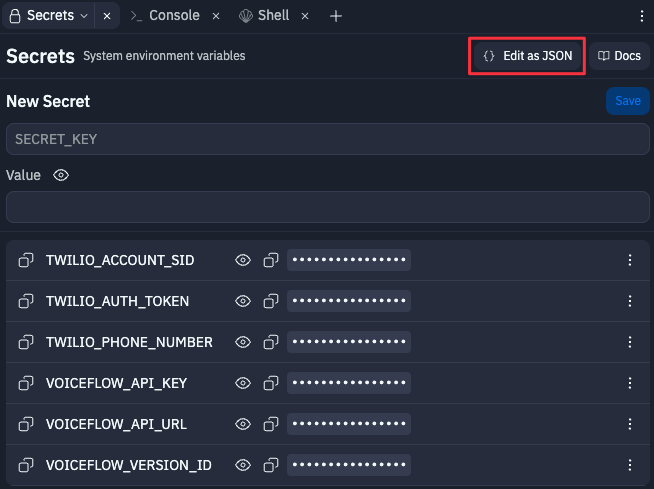 Secrets Console Shell
Secrets System environment variables {} Edit as JSON Docs
New Secret Save
SECRET_KEY
Value
TWILIO_ACCOUNT_SID ••••••••••••••••
TWILIO_AUTH_TOKEN ••••••••••••••••
TWILIO_PHONE_NUMBER ••••••••••••••••
VOICEFLOW_API_KEY ••••••••••••••••
VOICEFLOW_API_URL ••••••••••••••••
VOICEFLOW_VERSION_ID ••••••••••••••••